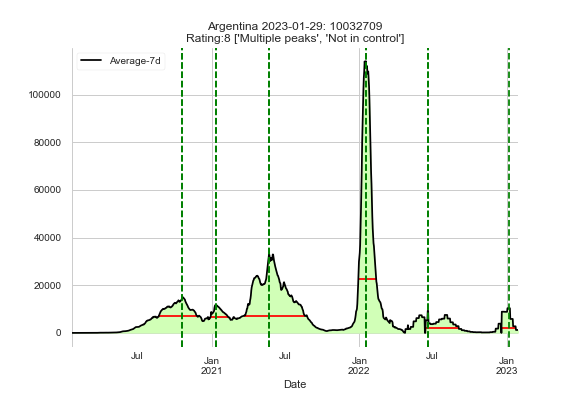 Argentina 2023-01-29: 10032709
Rating:8 ['Multiple peaks', 'Not in control']
Average-7d
100000
80000
60000
40000
20000
0
Jul
Jan
2021
Jul
Jan
2022
Jul
Jan
2023
Date